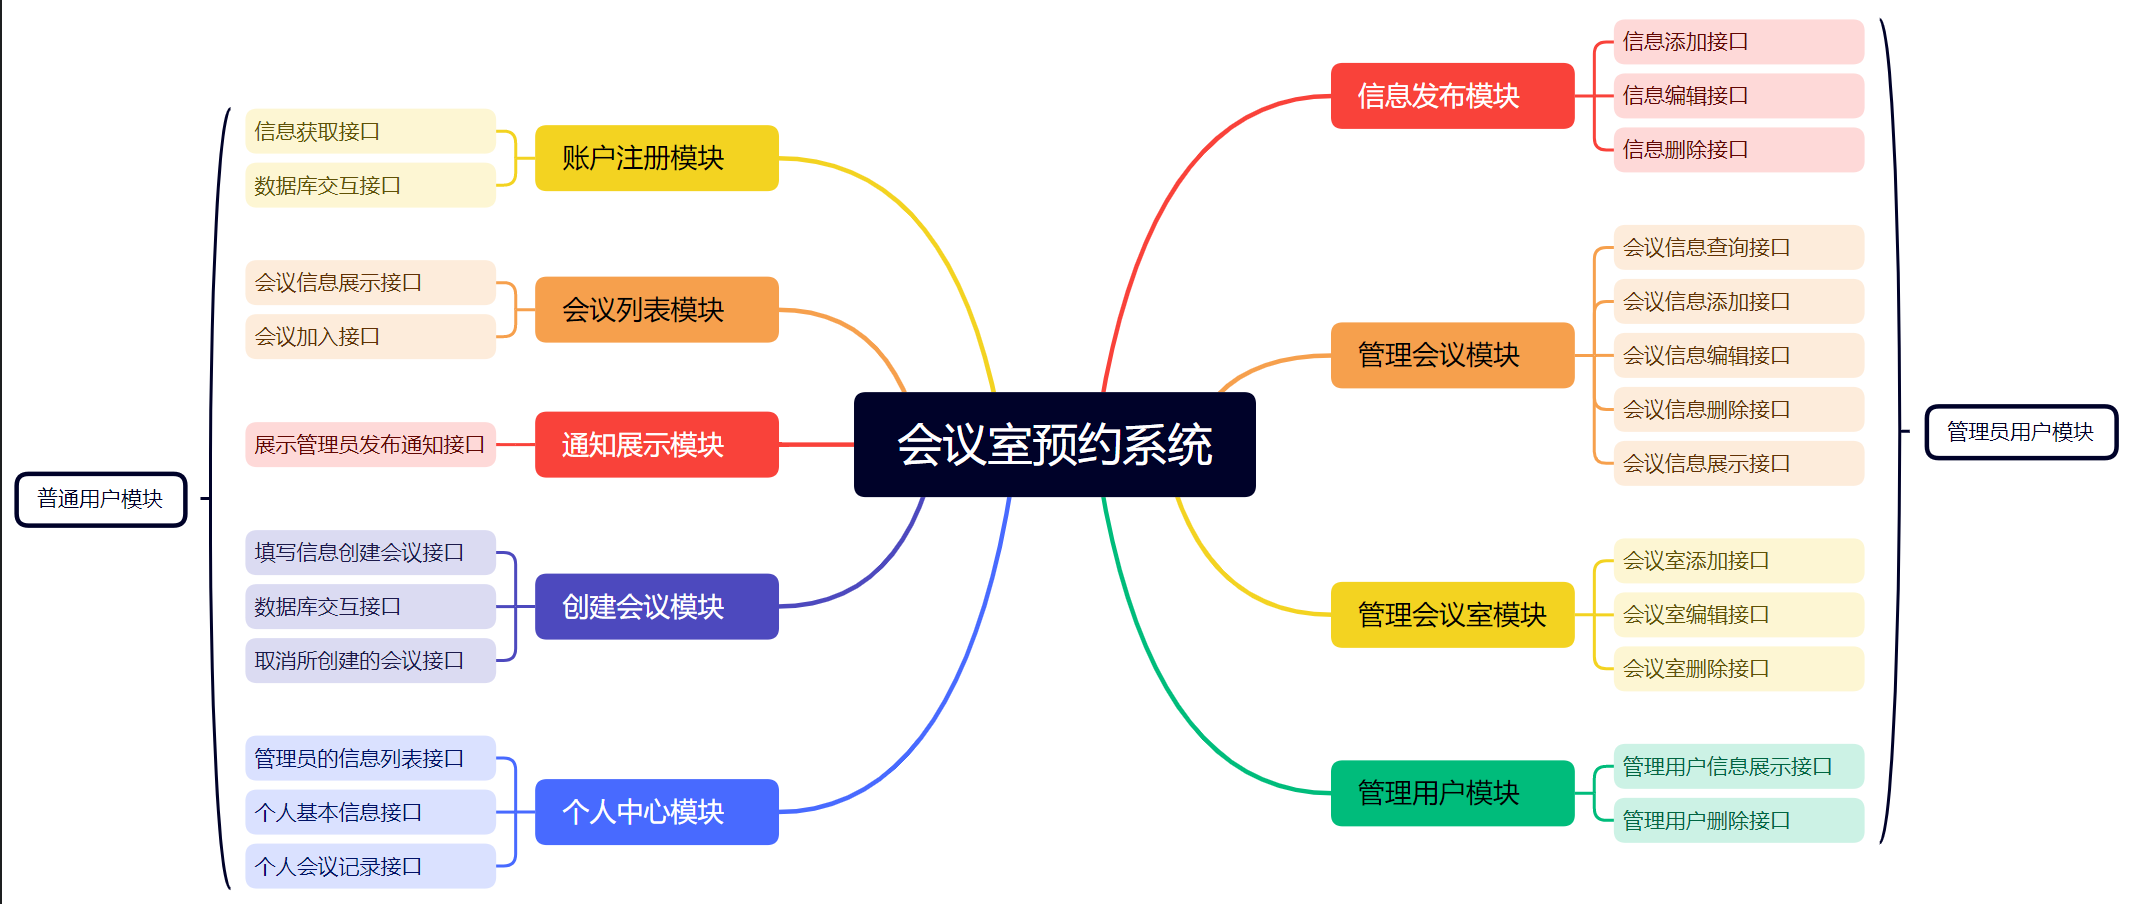 会议室预约系统
普通用户模块
账户注册模块
信息获取接口
数据库交互接口
会议列表模块
会议信息展示接口
会议加入接口
通知展示模块
展示管理员发布通知接口
创建会议模块
填写信息创建会议接口
数据库交互接口
取消所创建的会议接口
个人中心模块
管理员的信息列表接口
个人基本信息接口
个人会议记录接口
管理员用户模块
信息发布模块
信息添加接口
信息编辑接口
信息删除接口
管理会议模块
会议信息查询接口
会议信息添加接口
会议信息编辑接口
会议信息删除接口
会议信息展示接口
管理会议室模块
会议室添加接口
会议室编辑接口
会议室删除接口
管理用户模块
管理用户信息展示接口
管理用户删除接口